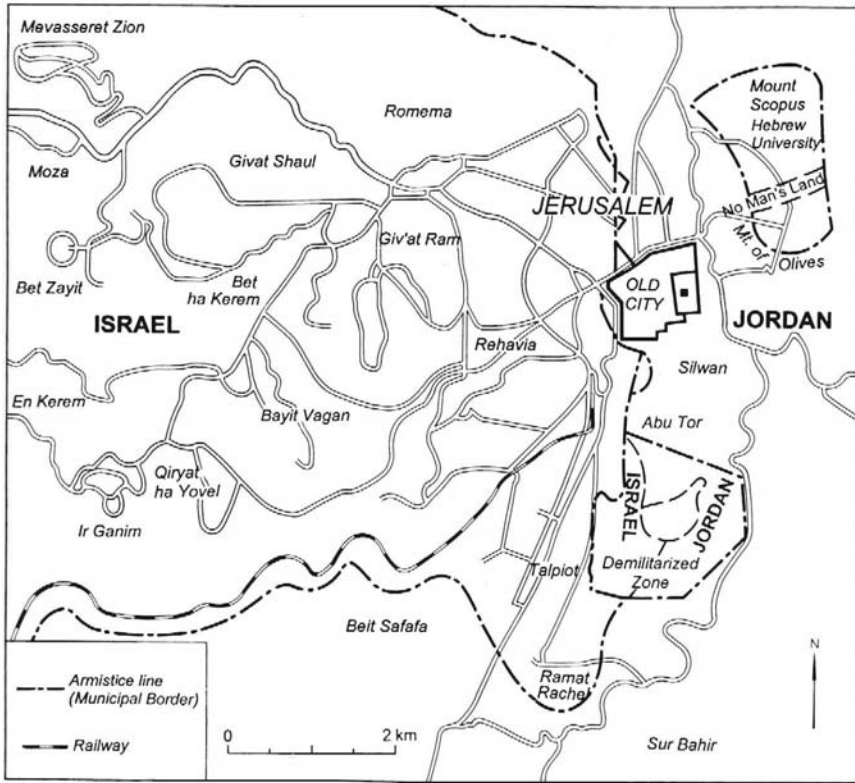 Mevasseret Zion
Romema
Mount
Scopus
Hebrew
University
Moza
Givat Shaul
No Man's Land
JERUSALEM
Giv'at Ram
Mt. of
Olives
Bet Zayit
Bet
ha Kerem
OLD
CITY
ISRAEL
JORDAN
Rehavia
Silwan
En Kerem
Bayit Vagan
Abu Tor
Qiryat
ha Yovel
ISRAEL
JORDAN
Ir Ganim
Demilitarized
Zone
Talpiot
Beit Safafa
Ramat
Rachel
Sur Bahir
N
Armistice line
(Municipal Border)
Railway
0 2 km